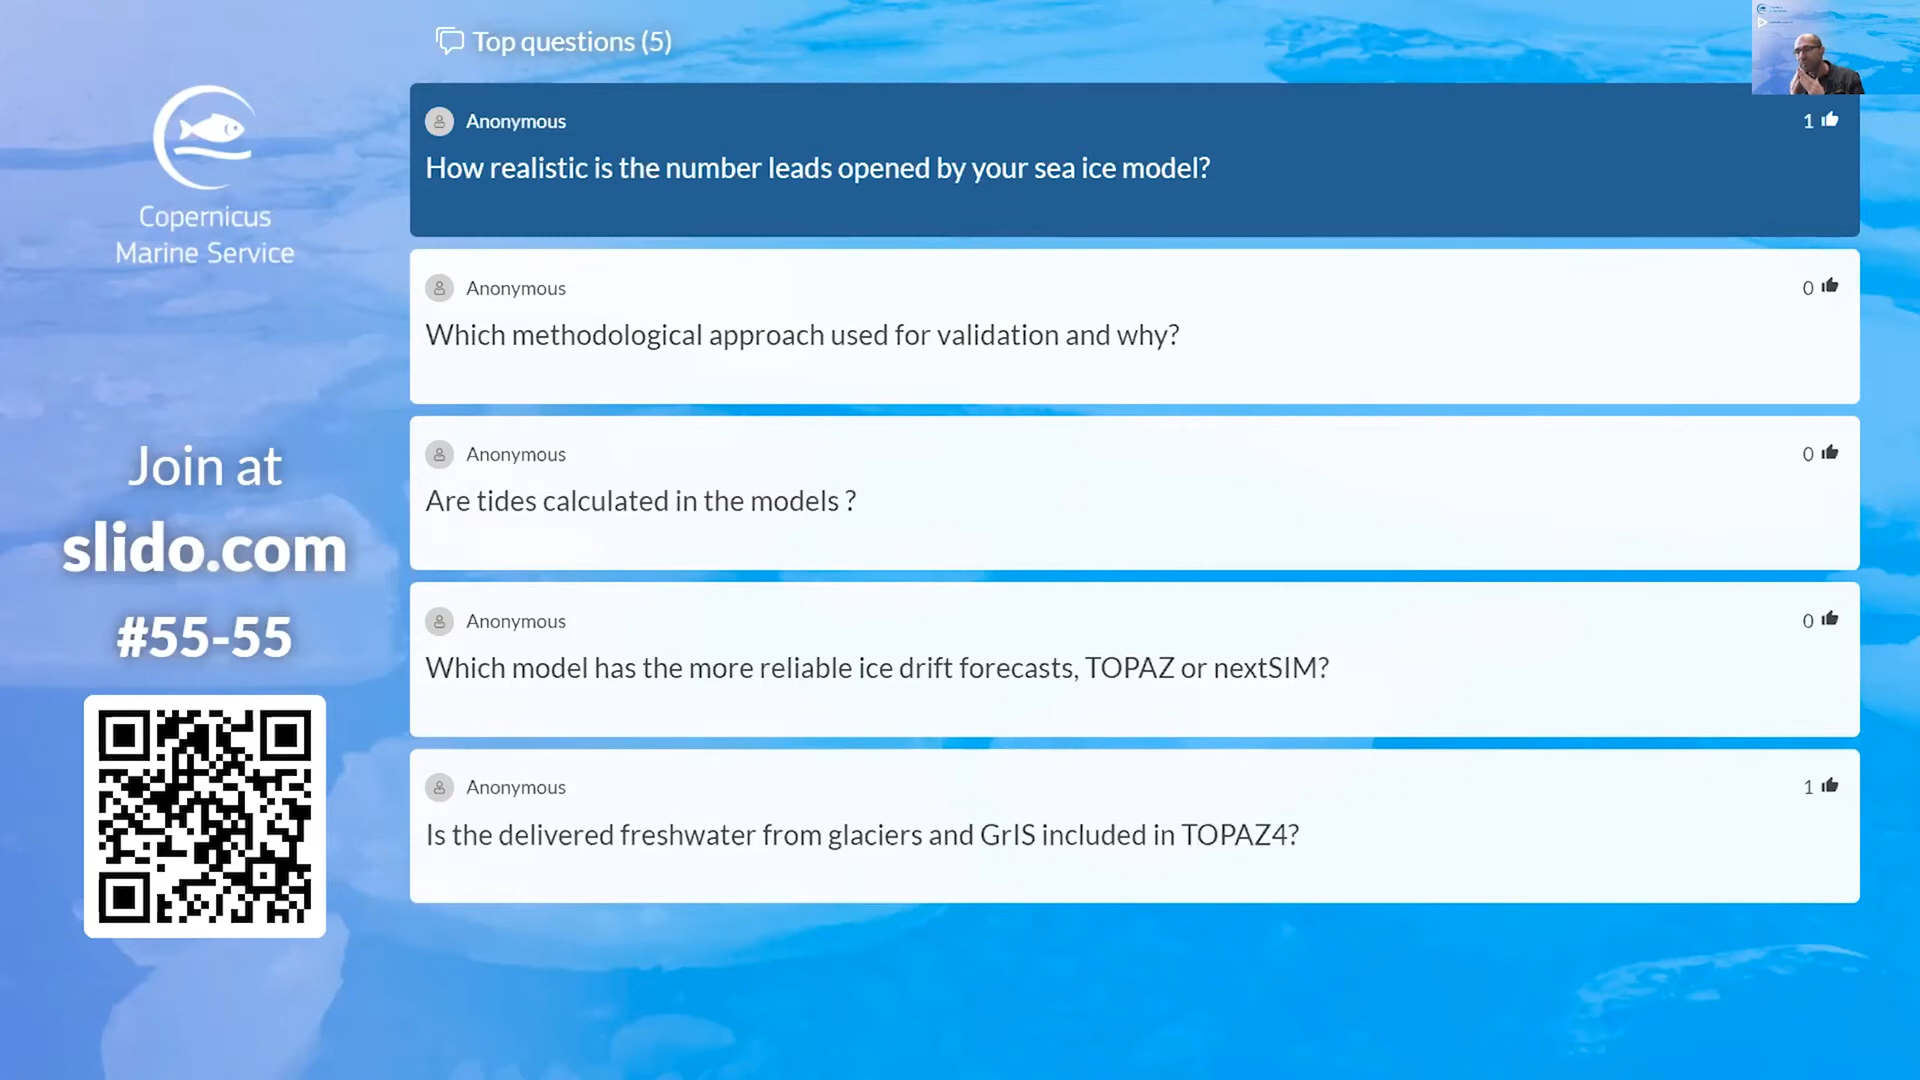 Top questions (5)
Copernicus
Marine Service
Join at
slido.com
#55-55
Anonymous
1
How realistic is the number leads opened by your sea ice model?
Anonymous
0
Which methodological approach used for validation and why?
Anonymous
0
Are tides calculated in the models ?
Anonymous
0
Which model has the more reliable ice drift forecasts, TOPAZ or nextSIM?
Anonymous
1
Is the delivered freshwater from glaciers and GrIS included in TOPAZ4?